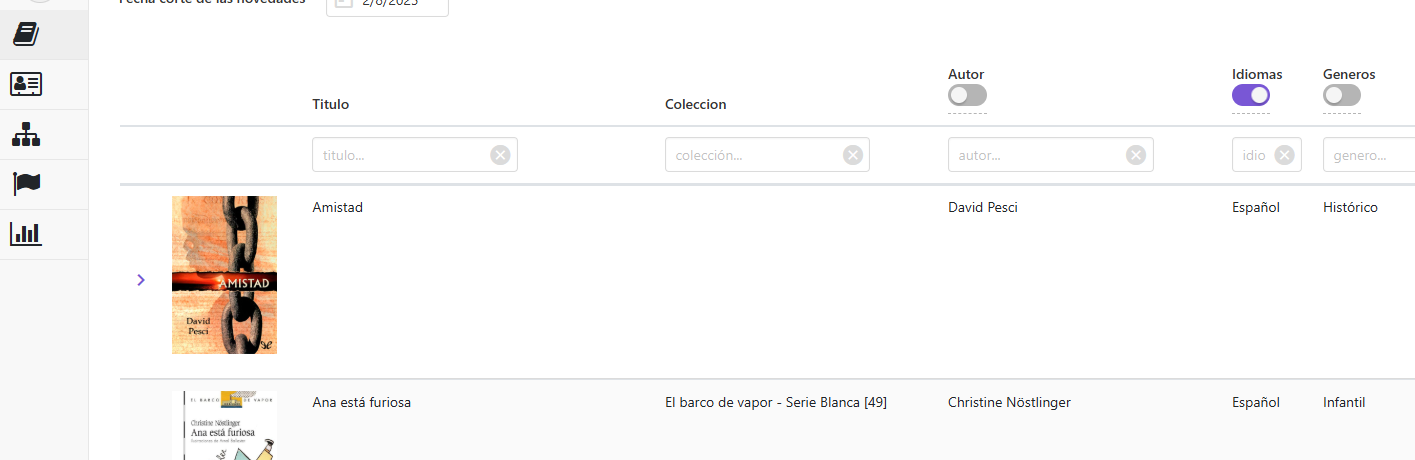 Fecha corte de las novedades 2/8/2025
Autor Idiomas Generos
Titulo Coleccion
titulo... colección... autor... idio genero...
Amistad David Pesci Español Histórico
AMISTAD
David
Pesci
Ana está furiosa El barco de vapor - Serie Blanca [49] Christine Nöstlinger Español Infantil
EL BARCO DE VAPOR
Christine Nöstlinger
Ana está furiosa